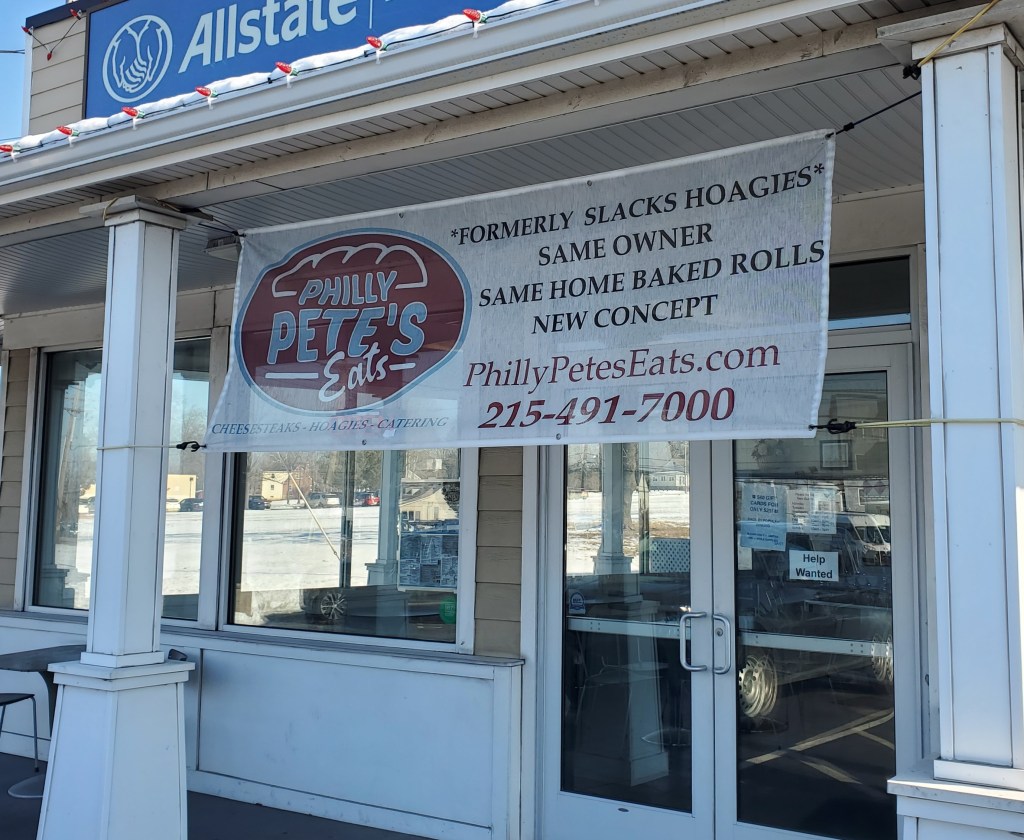 Allstate
*FORMERLY SLACKS HOAGIES*
SAME OWNER
SAME HOME BAKED ROLLS
NEW CONCEPT
PhillyPetesEats.com
215-491-7000
PHILLY
PETE'S
Eats
CHEESESTEAKS - HOAGIES - CATERING
Help
Wanted